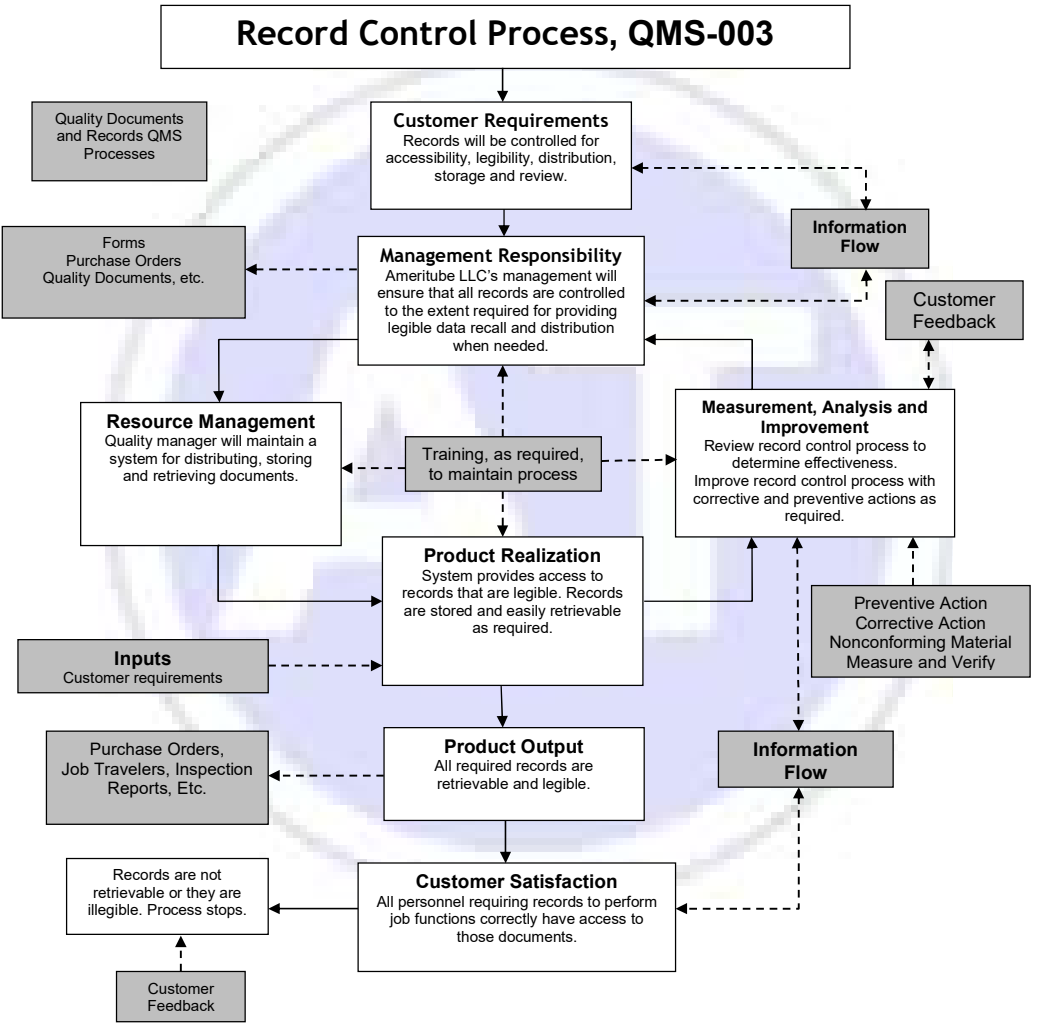 Record Control Process, QMS-003
Quality Documents
and Records QMS
Processes
Customer Requirements
Records will be controlled for
accessibility, legibility, distribution,
storage and review.
Information
Flow
Forms
Purchase Orders
Quality Documents, etc.
Management Responsibility
Ameritube LLC's management will
ensure that all records are controlled
to the extent required for providing
legible data recall and distribution
when needed.
Customer
Feedback
Resource Management
Quality manager will maintain a
system for distributing, storing
and retrieving documents.
Training, as required,
to maintain process
Measurement, Analysis and
Improvement
Review record control process to
determine effectiveness.
Improve record control process with
corrective and preventive actions as
required.
Product Realization
System provides access to
records that are legible. Records
are stored and easily retrievable
as required.
Preventive Action
Corrective Action
Nonconforming Material
Measure and Verify
Inputs
Customer requirements
Purchase Orders,
Job Travelers, Inspection
Reports, Etc.
Product Output
All required records are
retrievable and legible.
Information
Flow
Records are not
retrievable or they are
illegible. Process stops.
Customer Satisfaction
All personnel requiring records to perform
job functions correctly have access to
those documents.
Customer
Feedback